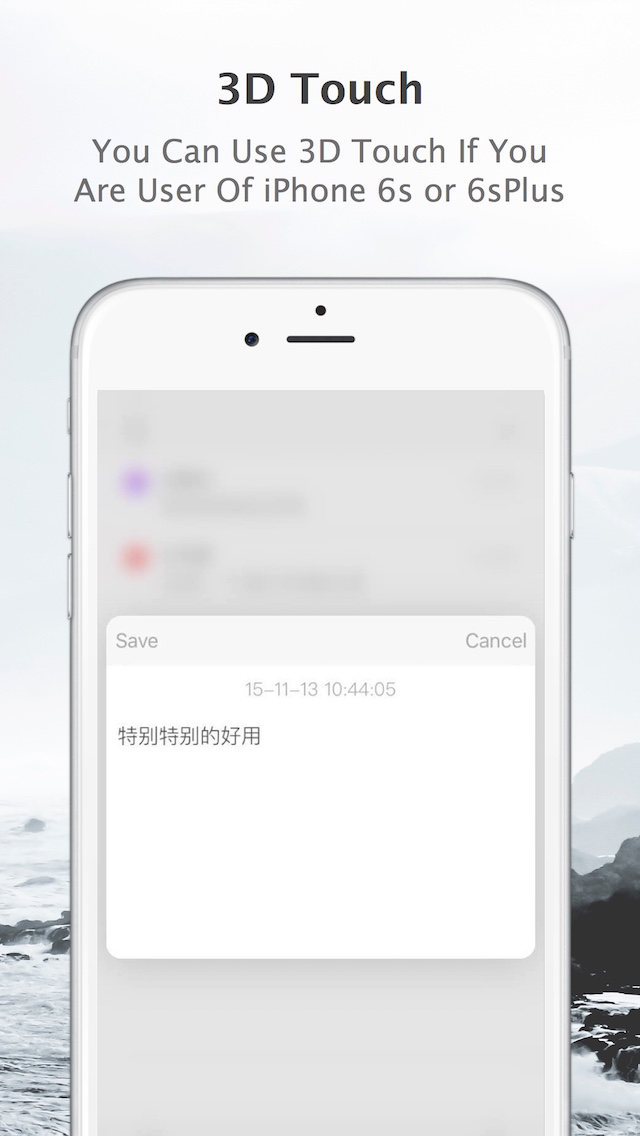 3D Touch
You Can Use 3D Touch If You
Are User Of iPhone 6s or 6sPlus
Save Cancel
15-11-13 10:44:05
特别特别的好用